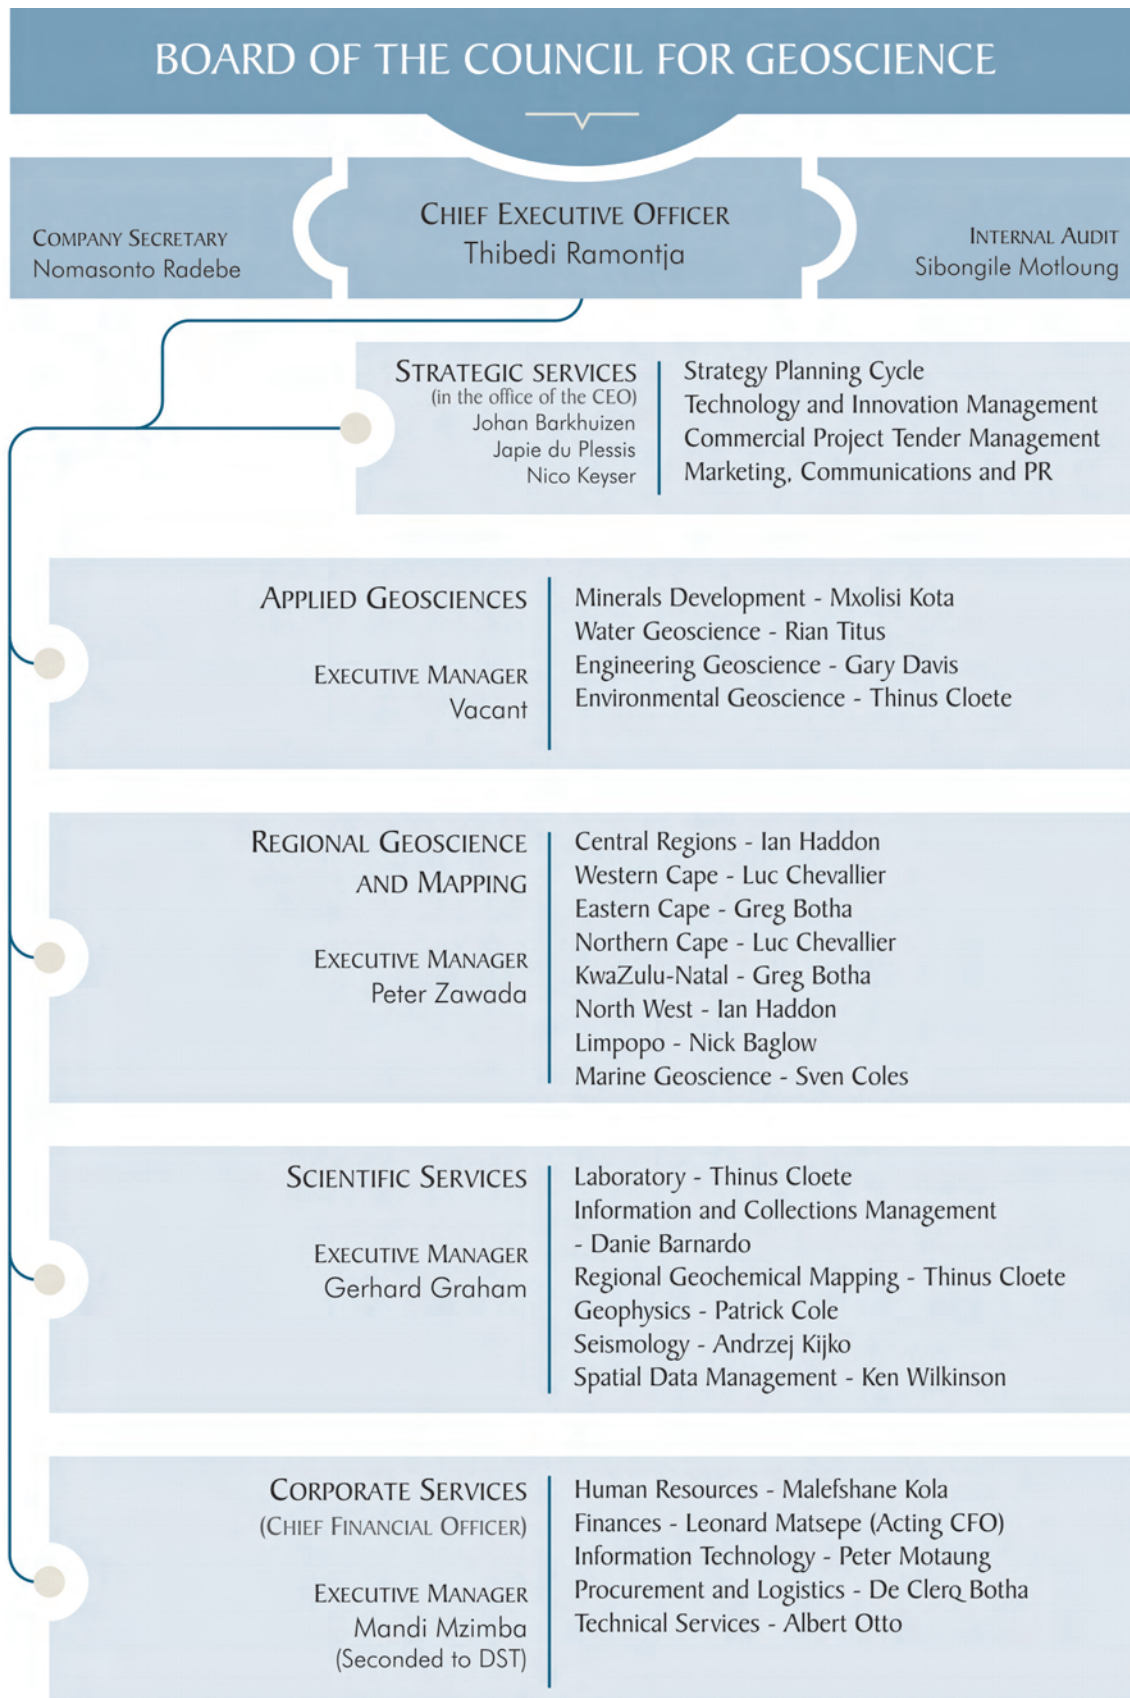 BOARD OF THE COUNCIL FOR GEOSCIENCE
COMPANY SECRETARY
Nomasonto Radebe
CHIEF EXECUTIVE OFFICER
Thibedi Ramontja
INTERNAL AUDIT
Sibongile Motloung
STRATEGIC SERVICES
(in the office of the CEO)
Johan Barkhuizen
Japie du Plessis
Nico Keyser
Strategy Planning Cycle
Technology and Innovation Management
Commercial Project Tender Management
Marketing, Communications and PR
APPLIED GEOSCIENCES
EXECUTIVE MANAGER
Vacant
Minerals Development - Mxolisi Kota
Water Geoscience - Rian Titus
Engineering Geoscience - Gary Davis
Environmental Geoscience - Thinus Cloete
REGIONAL GEOSCIENCE
AND MAPPING
EXECUTIVE MANAGER
Peter Zawada
Central Regions - Ian Haddon
Western Cape - Luc Chevallier
Eastern Cape - Greg Botha
Northern Cape - Luc Chevallier
KwaZulu-Natal - Greg Botha
North West - Ian Haddon
Limpopo - Nick Baglow
Marine Geoscience - Sven Coles
SCIENTIFIC SERVICES
EXECUTIVE MANAGER
Gerhard Graham
Laboratory - Thinus Cloete
Information and Collections Management
- Danie Barnardo
Regional Geochemical Mapping - Thinus Cloete
Geophysics - Patrick Cole
Seismology - Andrzej Kijko
Spatial Data Management - Ken Wilkinson
CORPORATE SERVICES
(CHIEF FINANCIAL OFFICER)
EXECUTIVE MANAGER
Mandi Mzimba
(Seconded to DST)
Human Resources - Malefshane Kola
Finances - Leonard Matsepe (Acting CFO)
Information Technology - Peter Motaung
Procurement and Logistics - De Clerq Botha
Technical Services - Albert Otto